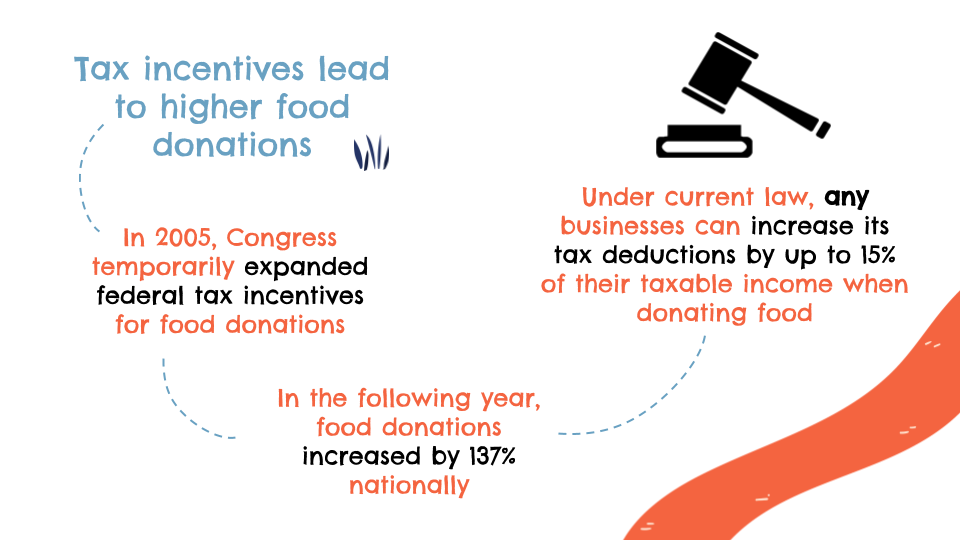 Tax incentives lead
to higher food
donations
In 2005, Congress
temporarily expanded
federal tax incentives
for food donations
In the following year,
food donations
increased by 137%
nationally
Under current law, any
businesses can increase its
tax deductions by up to 15%
of their taxable income when
donating food